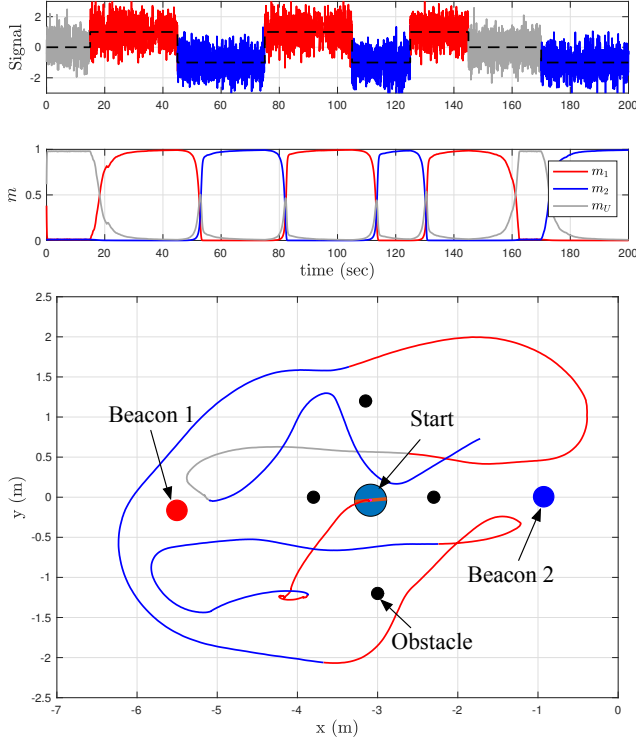 Signal
2
0
-2
0 20 40 60 80 100 120 140 160 180 200
m
1
0.5
0
m1
m2
mU
0 20 40 60 80 100 120 140 160 180 200
time (sec)
y (m)
2.5
2
1.5
1
0.5
0
-0.5
-1
-1.5
-2
-2.5
Beacon 1
Start
Beacon 2
Obstacle
-7 -6 -5 -4 -3 -2 -1 0
x (m)